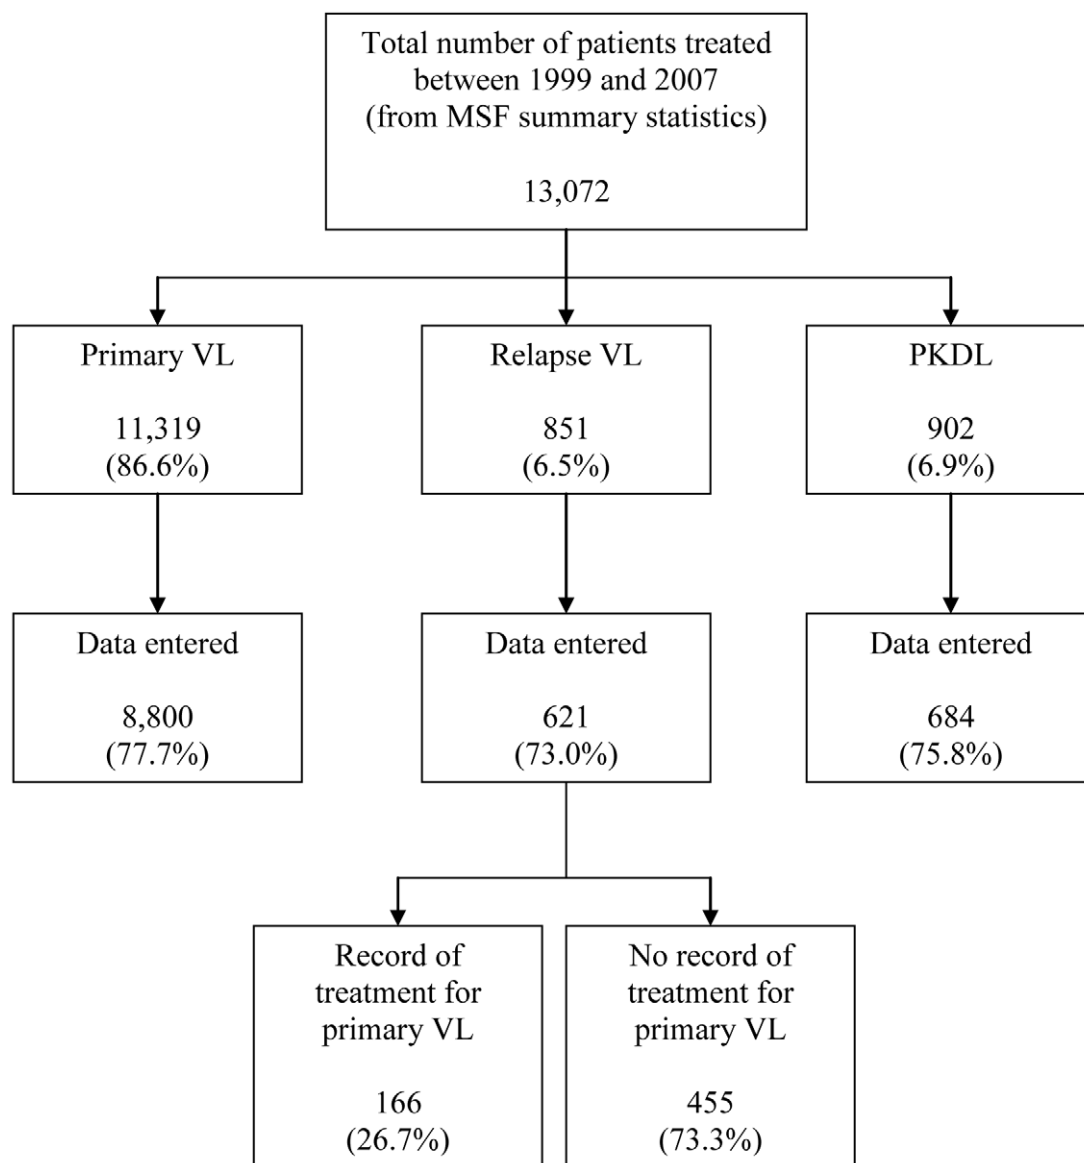 Total number of patients treated
between 1999 and 2007
(from MSF summary statistics)
13,072
Primary VL
11,319
(86.6%)
Relapse VL
851
(6.5%)
PKDL
902
(6.9%)
Data entered
8,800
(77.7%)
Data entered
621
(73.0%)
Data entered
684
(75.8%)
Record of
treatment for
primary VL
166
(26.7%)
No record of
treatment for
primary VL
455
(73.3%)